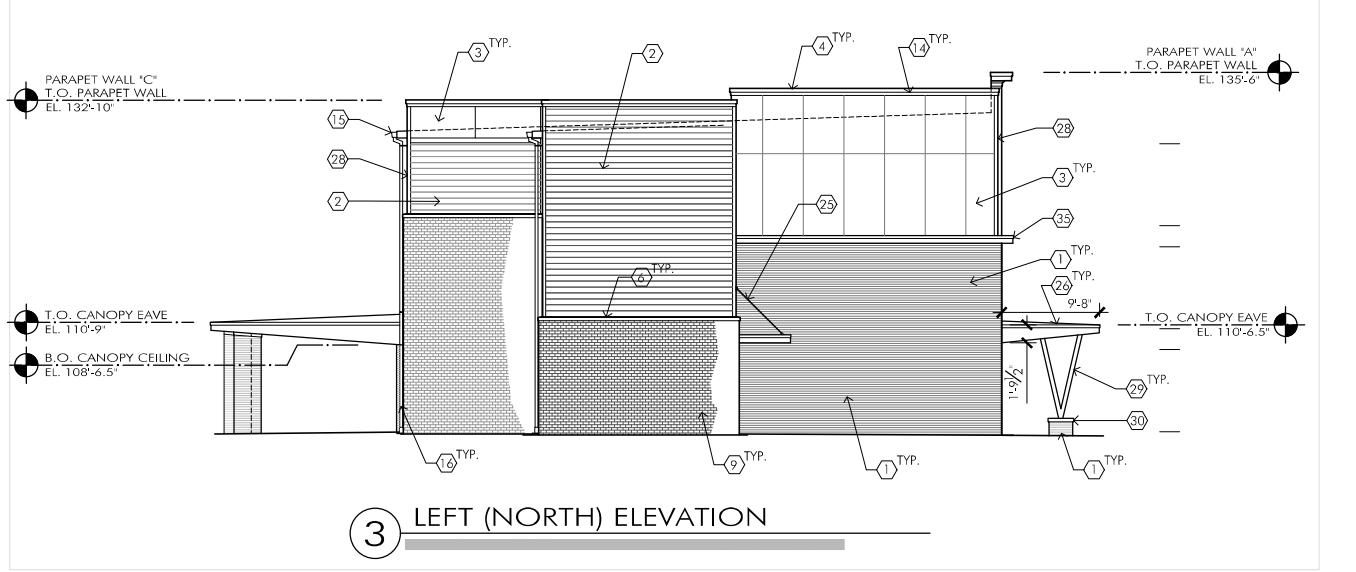 3 TYP.
2
4 TYP.
14
PARAPET WALL "C"
T.O. PARAPET WALL
EL. 132'-10"
PARAPET WALL "A"
T.O. PARAPET WALL
EL. 135'-6"
15
28
28
3 TYP.
2
25
35
1 TYP.
6 TYP.
26 TYP.
9'-8"
T.O. CANOPY EAVE
EL. 110'-9"
T.O. CANOPY EAVE
EL. 110'-6.5"
B.O. CANOPY CEILING
EL. 108'-6.5"
1'-9½"
29 TYP.
30
16 TYP.
9 TYP.
1 TYP.
1 TYP.
3 LEFT (NORTH) ELEVATION